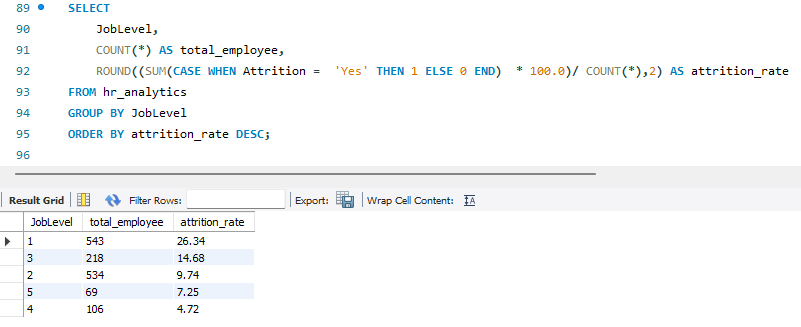 89 SELECT
90 JobLevel,
91 COUNT(*) AS total_employee,
92 ROUND((SUM(CASE WHEN Attrition =  'Yes' THEN 1 ELSE 0 END)  * 100.0)/ COUNT(*),2) AS attrition_rate
93 FROM hr_analytics
94 GROUP BY JobLevel
95 ORDER BY attrition_rate DESC;
96
Result Grid Filter Rows: Export: Wrap Cell Content: IA
JobLevel total_employee attrition_rate
1 543 26.34
3 218 14.68
2 534 9.74
5 69 7.25
4 106 4.72